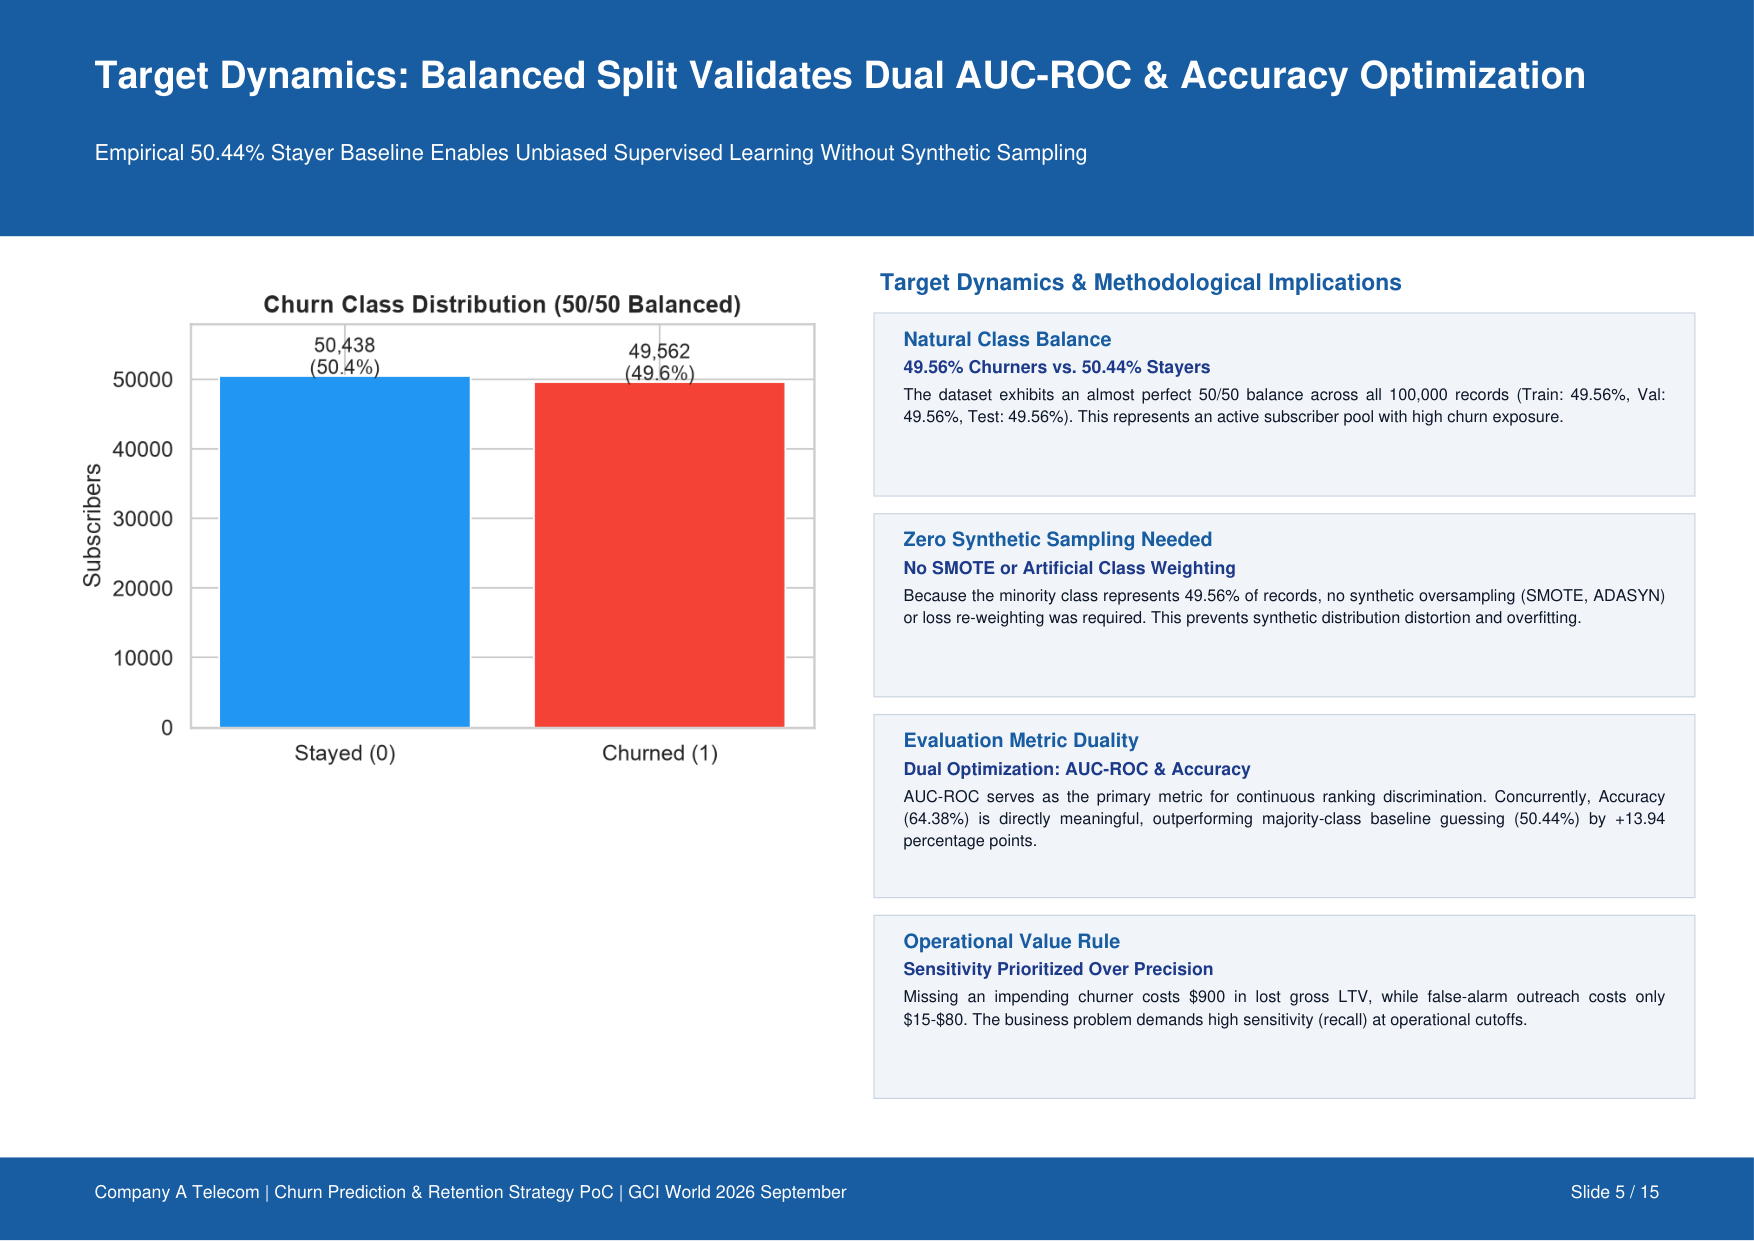 Target Dynamics: Balanced Split Validates Dual AUC-ROC & Accuracy Optimization
Empirical 50.44% Stayer Baseline Enables Unbiased Supervised Learning Without Synthetic Sampling
Churn Class Distribution (50/50 Balanced)
50,438
(50.4%)
49,562
(49.6%)
50000
40000
30000
20000
10000
0
Subscribers
Stayed (0)
Churned (1)
Target Dynamics & Methodological Implications
Natural Class Balance
49.56% Churners vs. 50.44% Stayers
The dataset exhibits an almost perfect 50/50 balance across all 100,000 records (Train: 49.56%, Val:
49.56%, Test: 49.56%). This represents an active subscriber pool with high churn exposure.
Zero Synthetic Sampling Needed
No SMOTE or Artificial Class Weighting
Because the minority class represents 49.56% of records, no synthetic oversampling (SMOTE, ADASYN)
or loss re-weighting was required. This prevents synthetic distribution distortion and overfitting.
Evaluation Metric Duality
Dual Optimization: AUC-ROC & Accuracy
AUC-ROC serves as the primary metric for continuous ranking discrimination. Concurrently, Accuracy
(64.38%) is directly meaningful, outperforming majority-class baseline guessing (50.44%) by +13.94
percentage points.
Operational Value Rule
Sensitivity Prioritized Over Precision
Missing an impending churner costs $900 in lost gross LTV, while false-alarm outreach costs only
$15-$80. The business problem demands high sensitivity (recall) at operational cutoffs.
Company A Telecom | Churn Prediction & Retention Strategy PoC | GCI World 2026 September
Slide 5 / 15